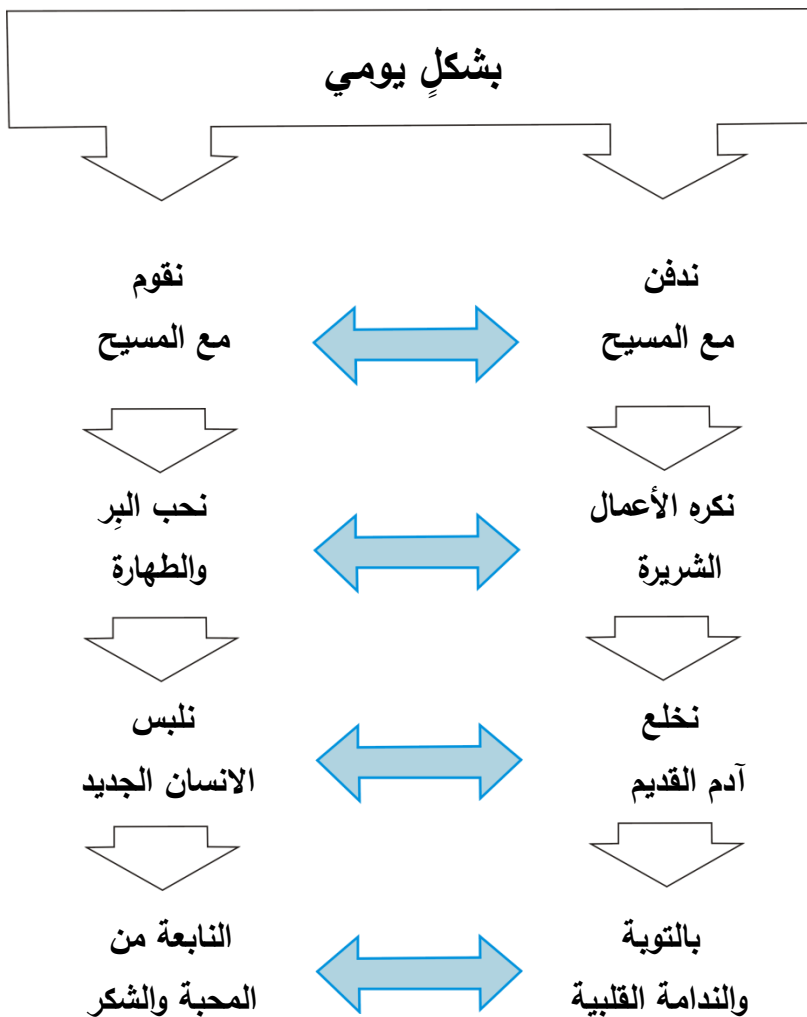 بشكلٍ يومي
ندفن
مع المسيح
نقوم
مع المسيح
نكره الأعمال
الشريرة
نحب البِر
والطهارة
نخلع
آدم القديم
نلبس
الانسان الجديد
بالتوبة
والندامة القلبية
النابعة من
المحبة والشكر